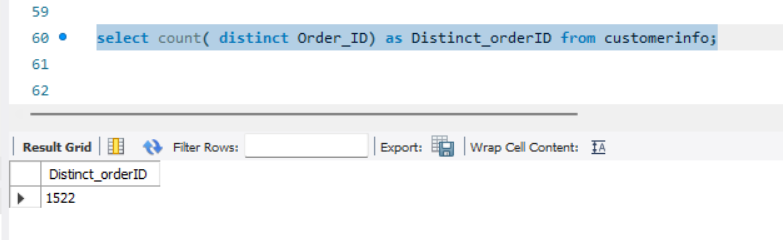 59
60 select count( distinct Order_ID) as Distinct_orderID from customerinfo;
61
62
Result Grid Filter Rows: Export: Wrap Cell Content: IA
Distinct_orderID
1522